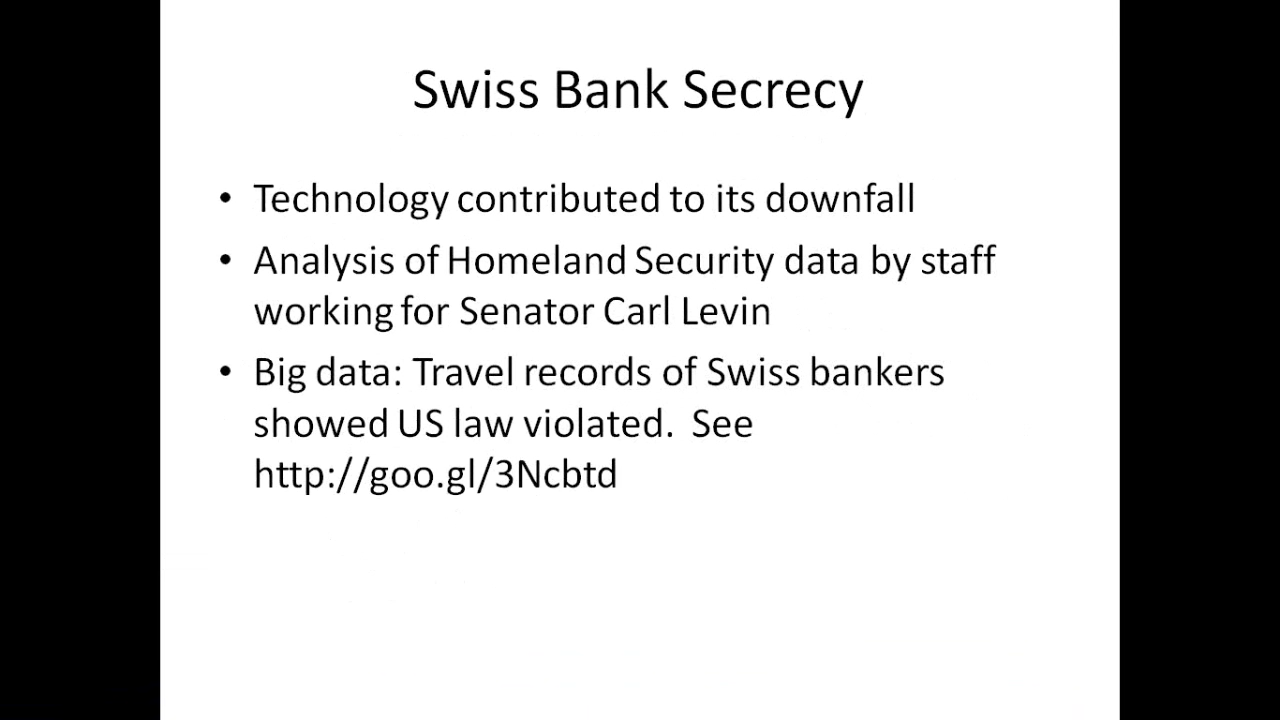 Swiss Bank Secrecy
• Technology contributed to its downfall
• Analysis of Homeland Security data by staff
working for Senator Carl Levin
• Big data: Travel records of Swiss bankers
showed US law violated.  See
http://goo.gl/3Ncbtd